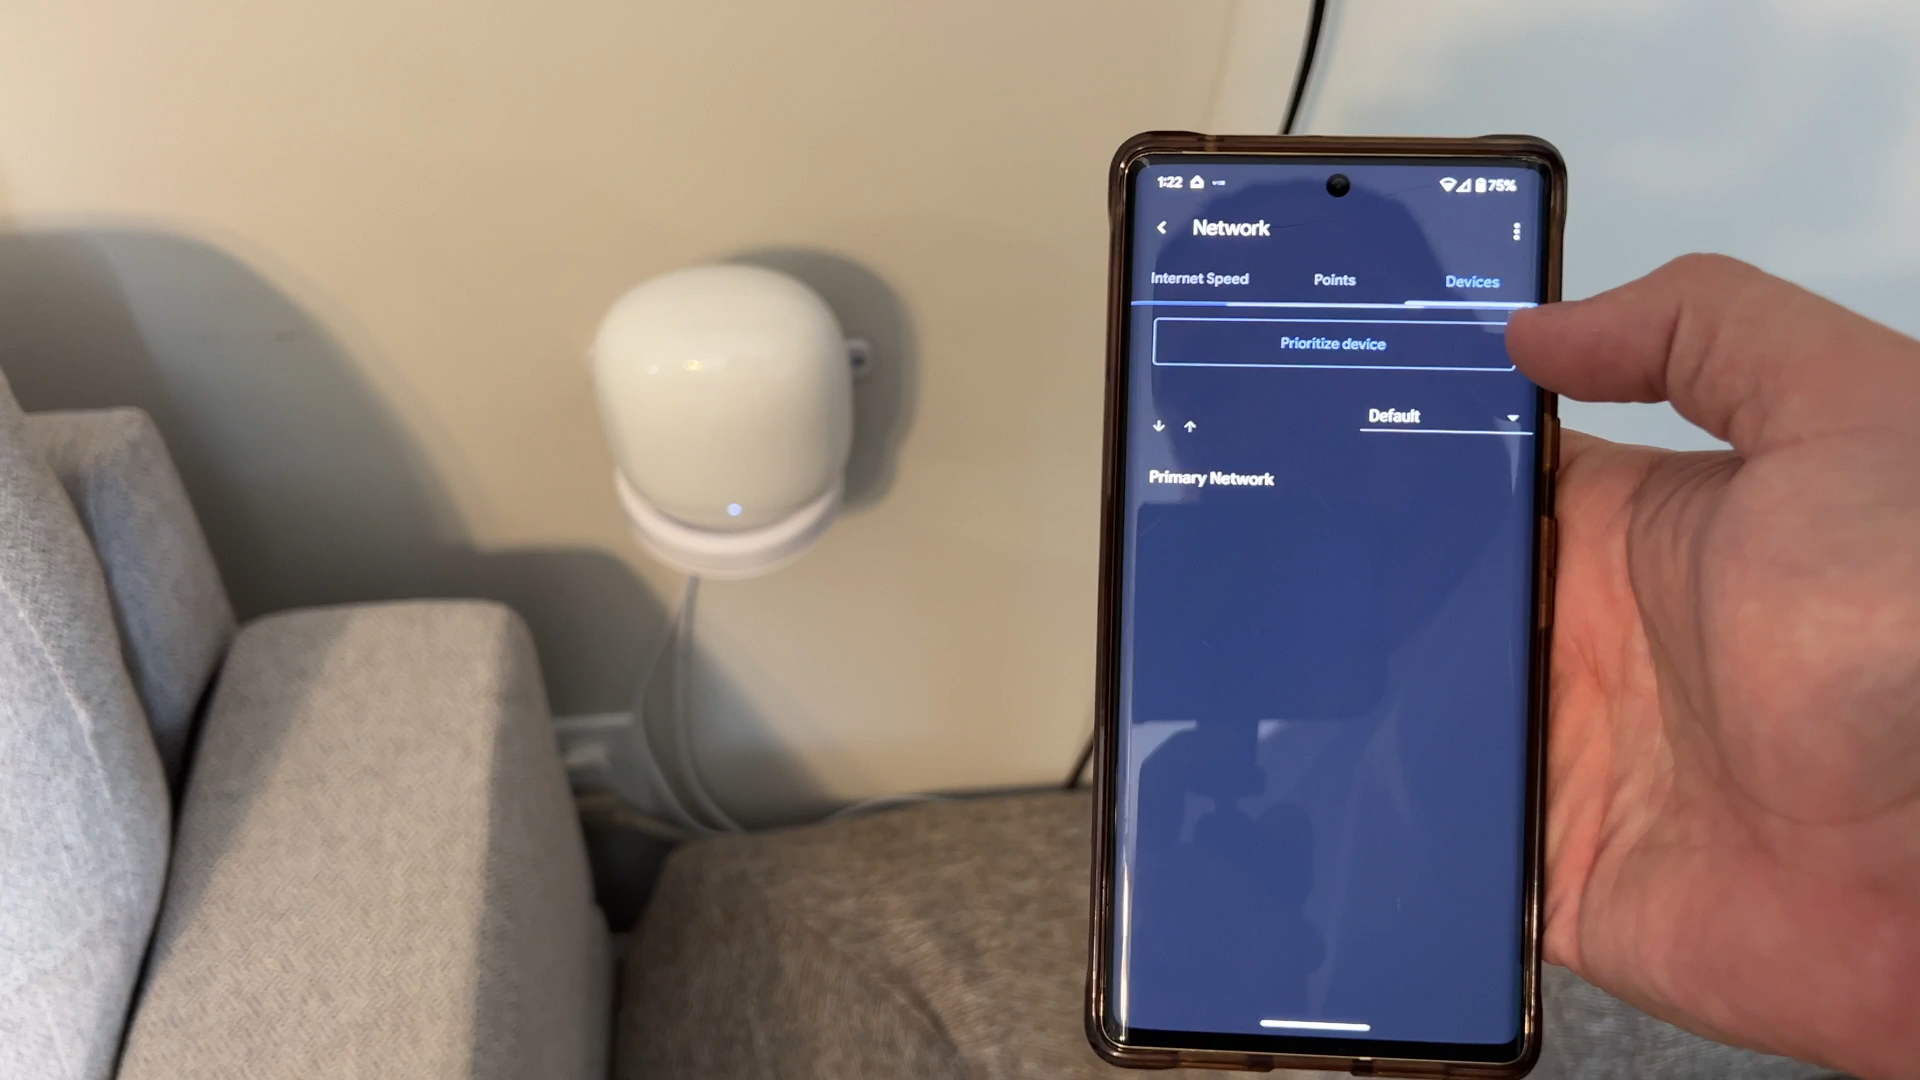 1:22 75%
Network
Internet Speed Points Devices
Prioritize device
Default
Primary Network